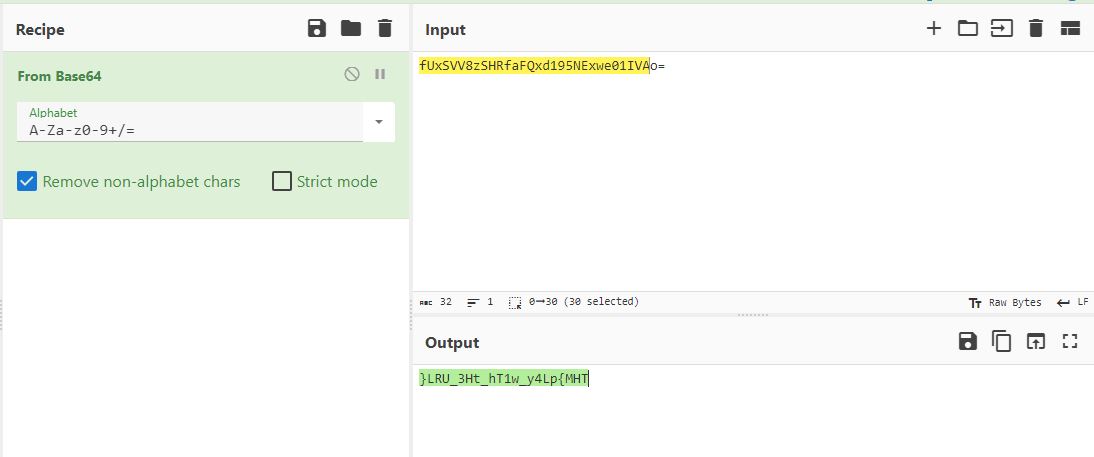 Recipe
From Base64
Alphabet
A-Za-z0-9+/=
Remove non-alphabet chars
Strict mode
Input
fUxSVV8zSHRfaFQxd195NExwe01IVAo=
ABC 32 1 0→30 (30 selected) Tт Raw Bytes LF
Output
}LRU_3Ht_hT1w_y4Lp{MHT